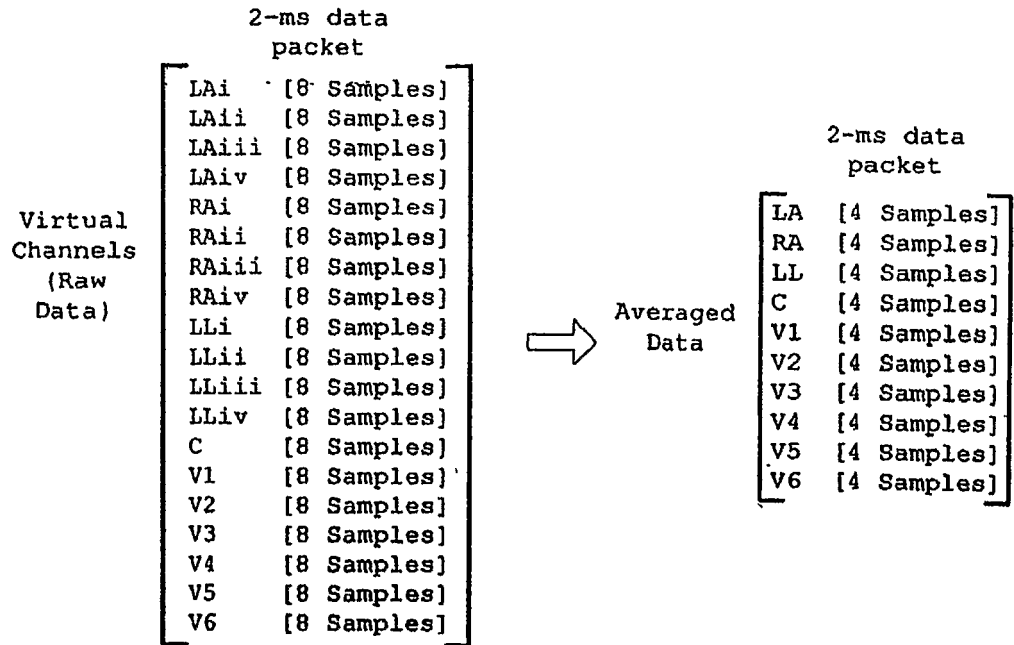 2-ms data
packet
Virtual
Channels
(Raw
Data)
LAi [8 Samples]
LAii [8 Samples]
LAiii [8 Samples]
LAiv [8 Samples]
RAi [8 Samples]
RAii [8 Samples]
RAiii [8 Samples]
RAiv [8 Samples]
LLi [8 Samples]
LLii [8 Samples]
LLiii [8 Samples]
LLiv [8 Samples]
C [8 Samples]
V1 [8 Samples]
V2 [8 Samples]
V3 [8 Samples]
V4 [8 Samples]
V5 [8 Samples]
V6 [8 Samples]
Averaged
Data
2-ms data
packet
LA [4 Samples]
RA [4 Samples]
LL [4 Samples]
C [4 Samples]
V1 [4 Samples]
V2 [4 Samples]
V3 [4 Samples]
V4 [4 Samples]
V5 [4 Samples]
V6 [4 Samples]